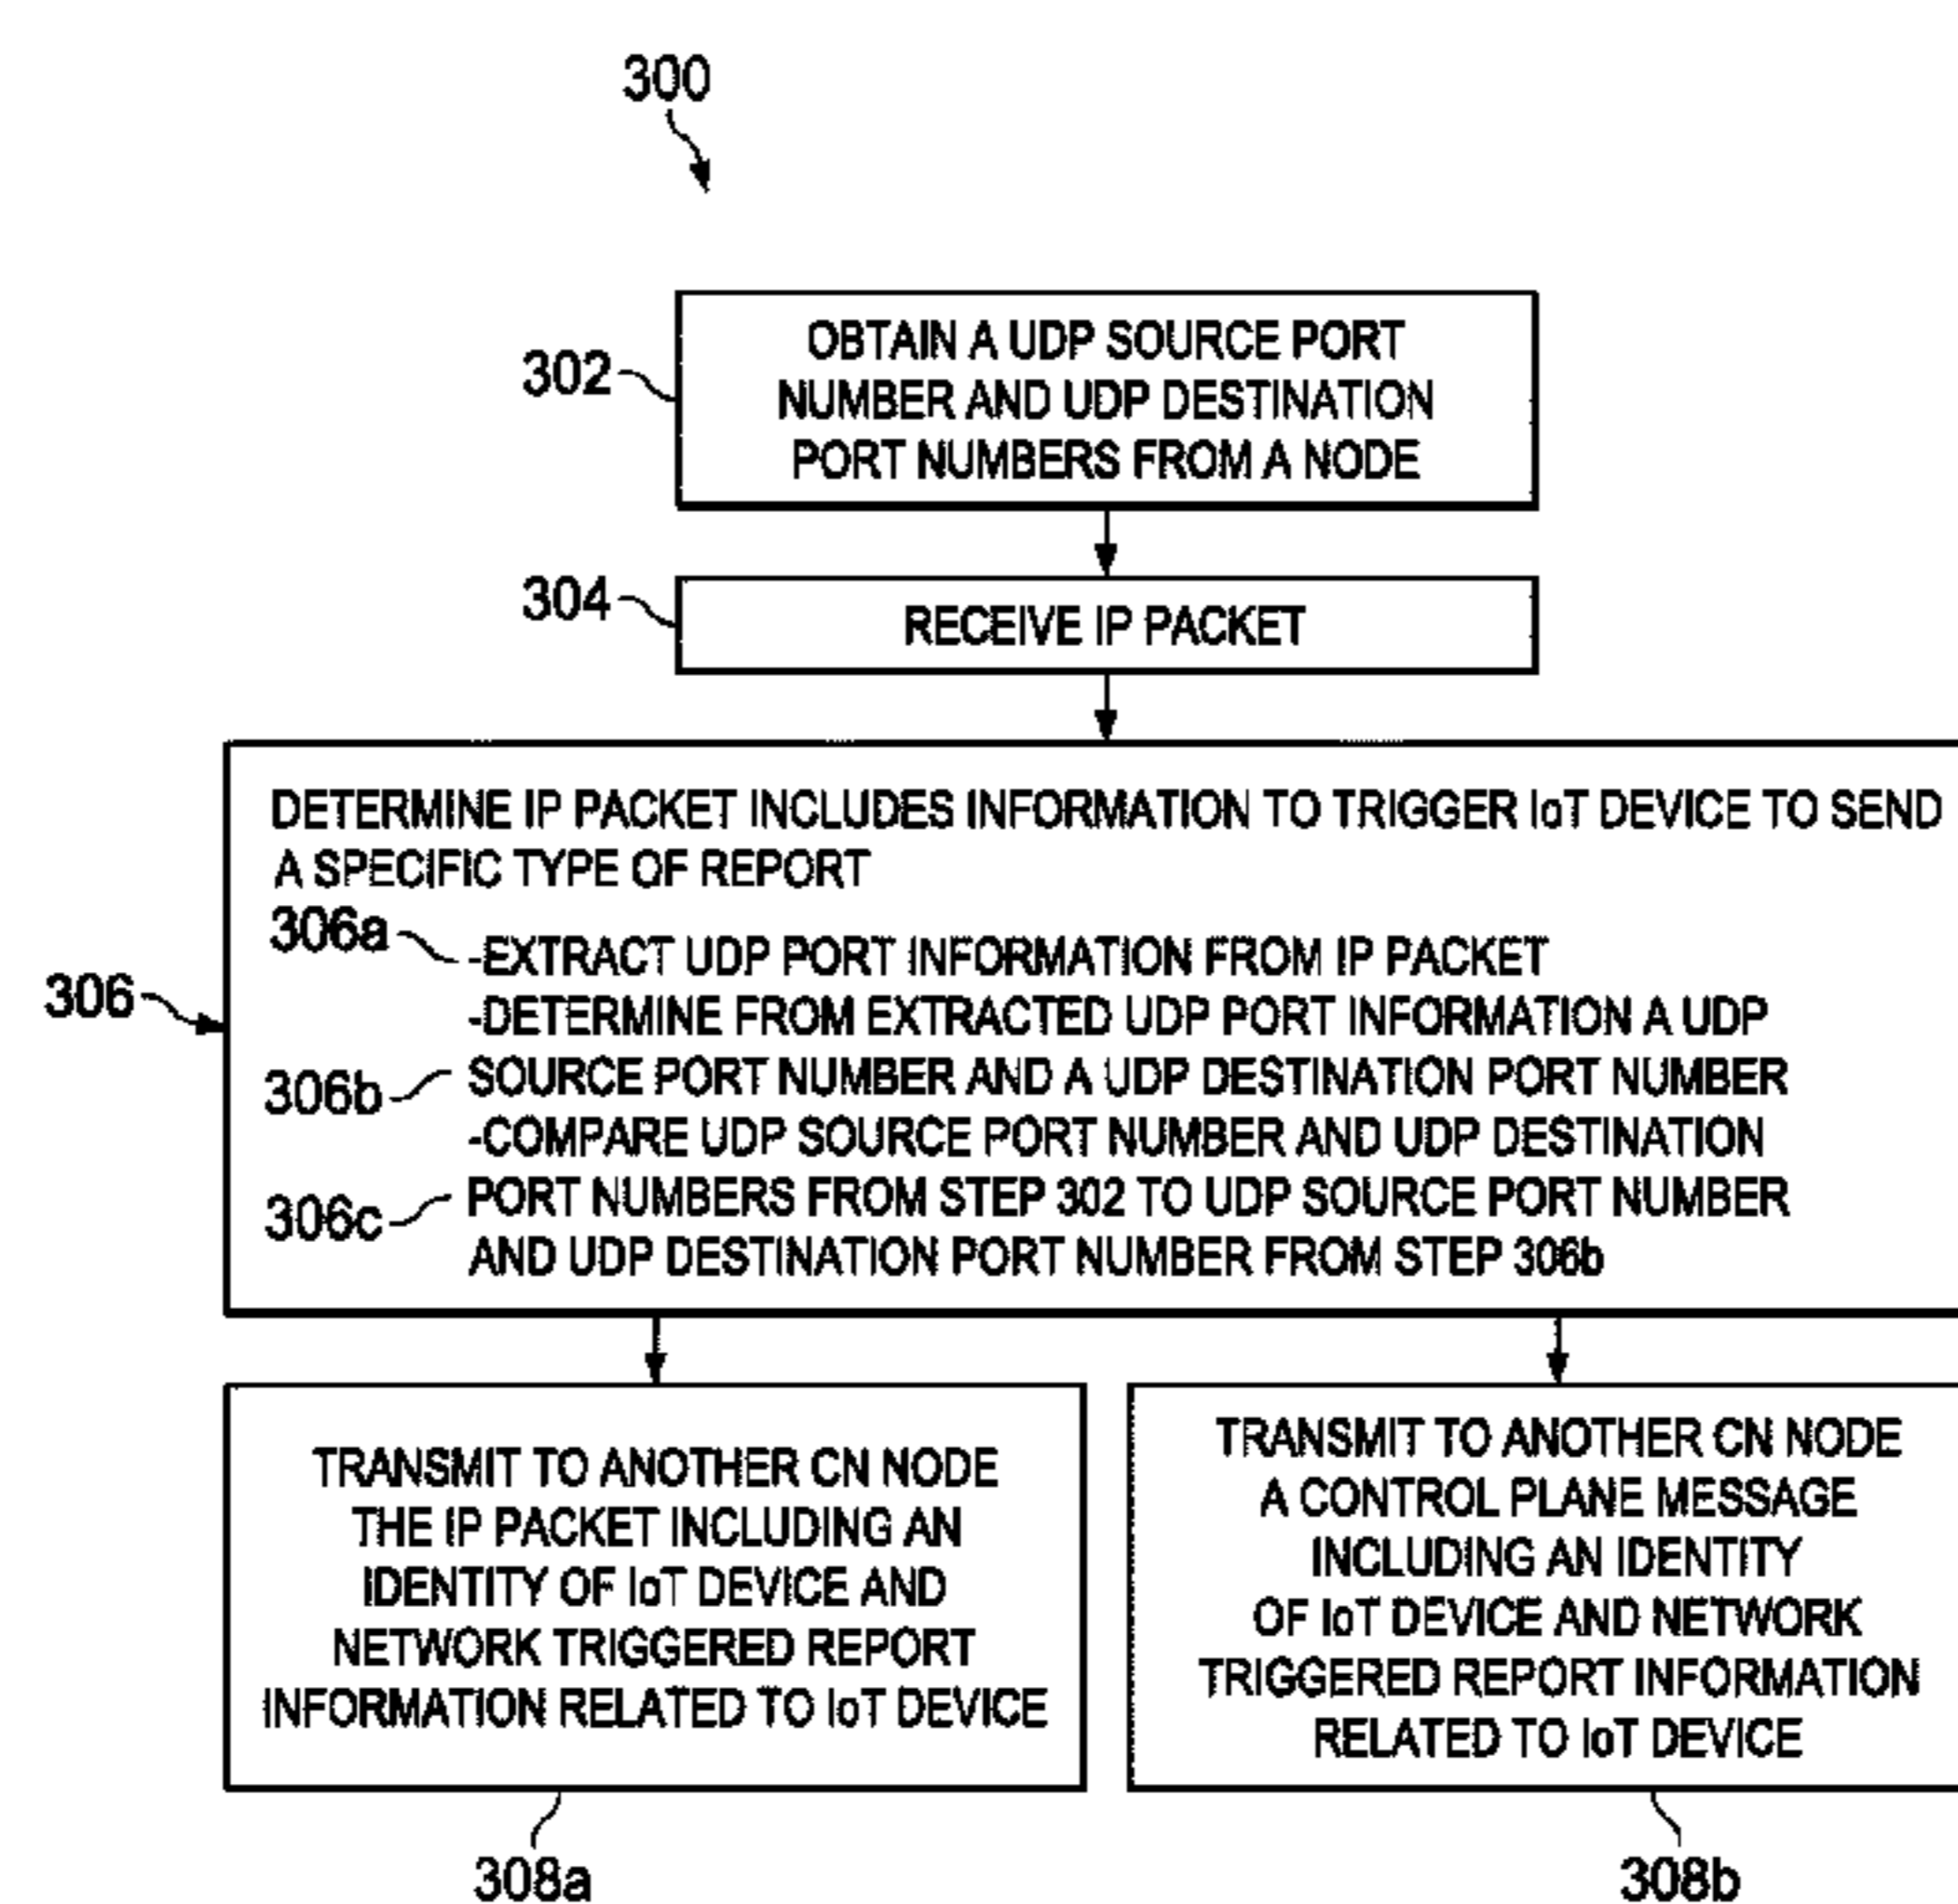 300
302
OBTAIN A UDP SOURCE PORT
NUMBER AND UDP DESTINATION
PORT NUMBERS FROM A NODE
304
RECEIVE IP PACKET
306
DETERMINE IP PACKET INCLUDES INFORMATION TO TRIGGER IoT DEVICE TO SEND
A SPECIFIC TYPE OF REPORT
306a
-EXTRACT UDP PORT INFORMATION FROM IP PACKET
-DETERMINE FROM EXTRACTED UDP PORT INFORMATION A UDP
306b
SOURCE PORT NUMBER AND A UDP DESTINATION PORT NUMBER
-COMPARE UDP SOURCE PORT NUMBER AND UDP DESTINATION
306c
PORT NUMBERS FROM STEP 302 TO UDP SOURCE PORT NUMBER
AND UDP DESTINATION PORT NUMBER FROM STEP 306b
TRANSMIT TO ANOTHER CN NODE
THE IP PACKET INCLUDING AN
IDENTITY OF IoT DEVICE AND
NETWORK TRIGGERED REPORT
INFORMATION RELATED TO IoT DEVICE
308a
TRANSMIT TO ANOTHER CN NODE
A CONTROL PLANE MESSAGE
INCLUDING AN IDENTITY
OF IoT DEVICE AND NETWORK
TRIGGERED REPORT INFORMATION
RELATED TO IoT DEVICE
308b